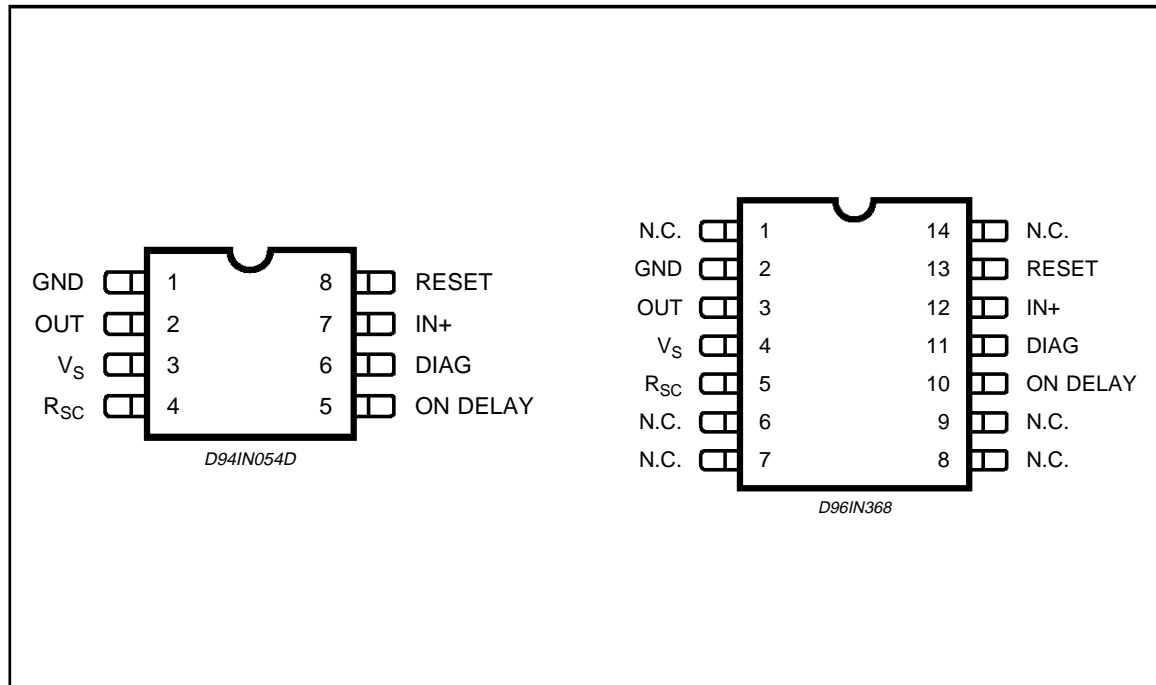 GND 1 8 RESET
OUT 2 7 IN+
VS 3 6 DIAG
RSC 4 5 ON DELAY
D94IN054D
N.C. 1 14 N.C.
GND 2 13 RESET
OUT 3 12 IN+
VS 4 11 DIAG
RSC 5 10 ON DELAY
N.C. 6 9 N.C.
N.C. 7 8 N.C.
D96IN368